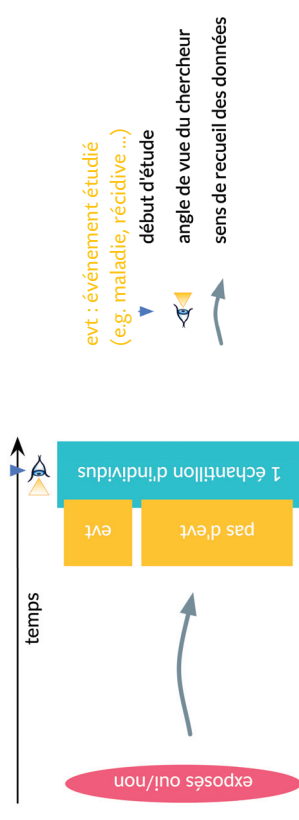 temps
exposés oui/non
evt
pas d'evt
1 échantillon d'individus
evt : événement étudié
(e.g. maladie, récidive ...)
début d'étude
angle de vue du chercheur
sens de recueil des données